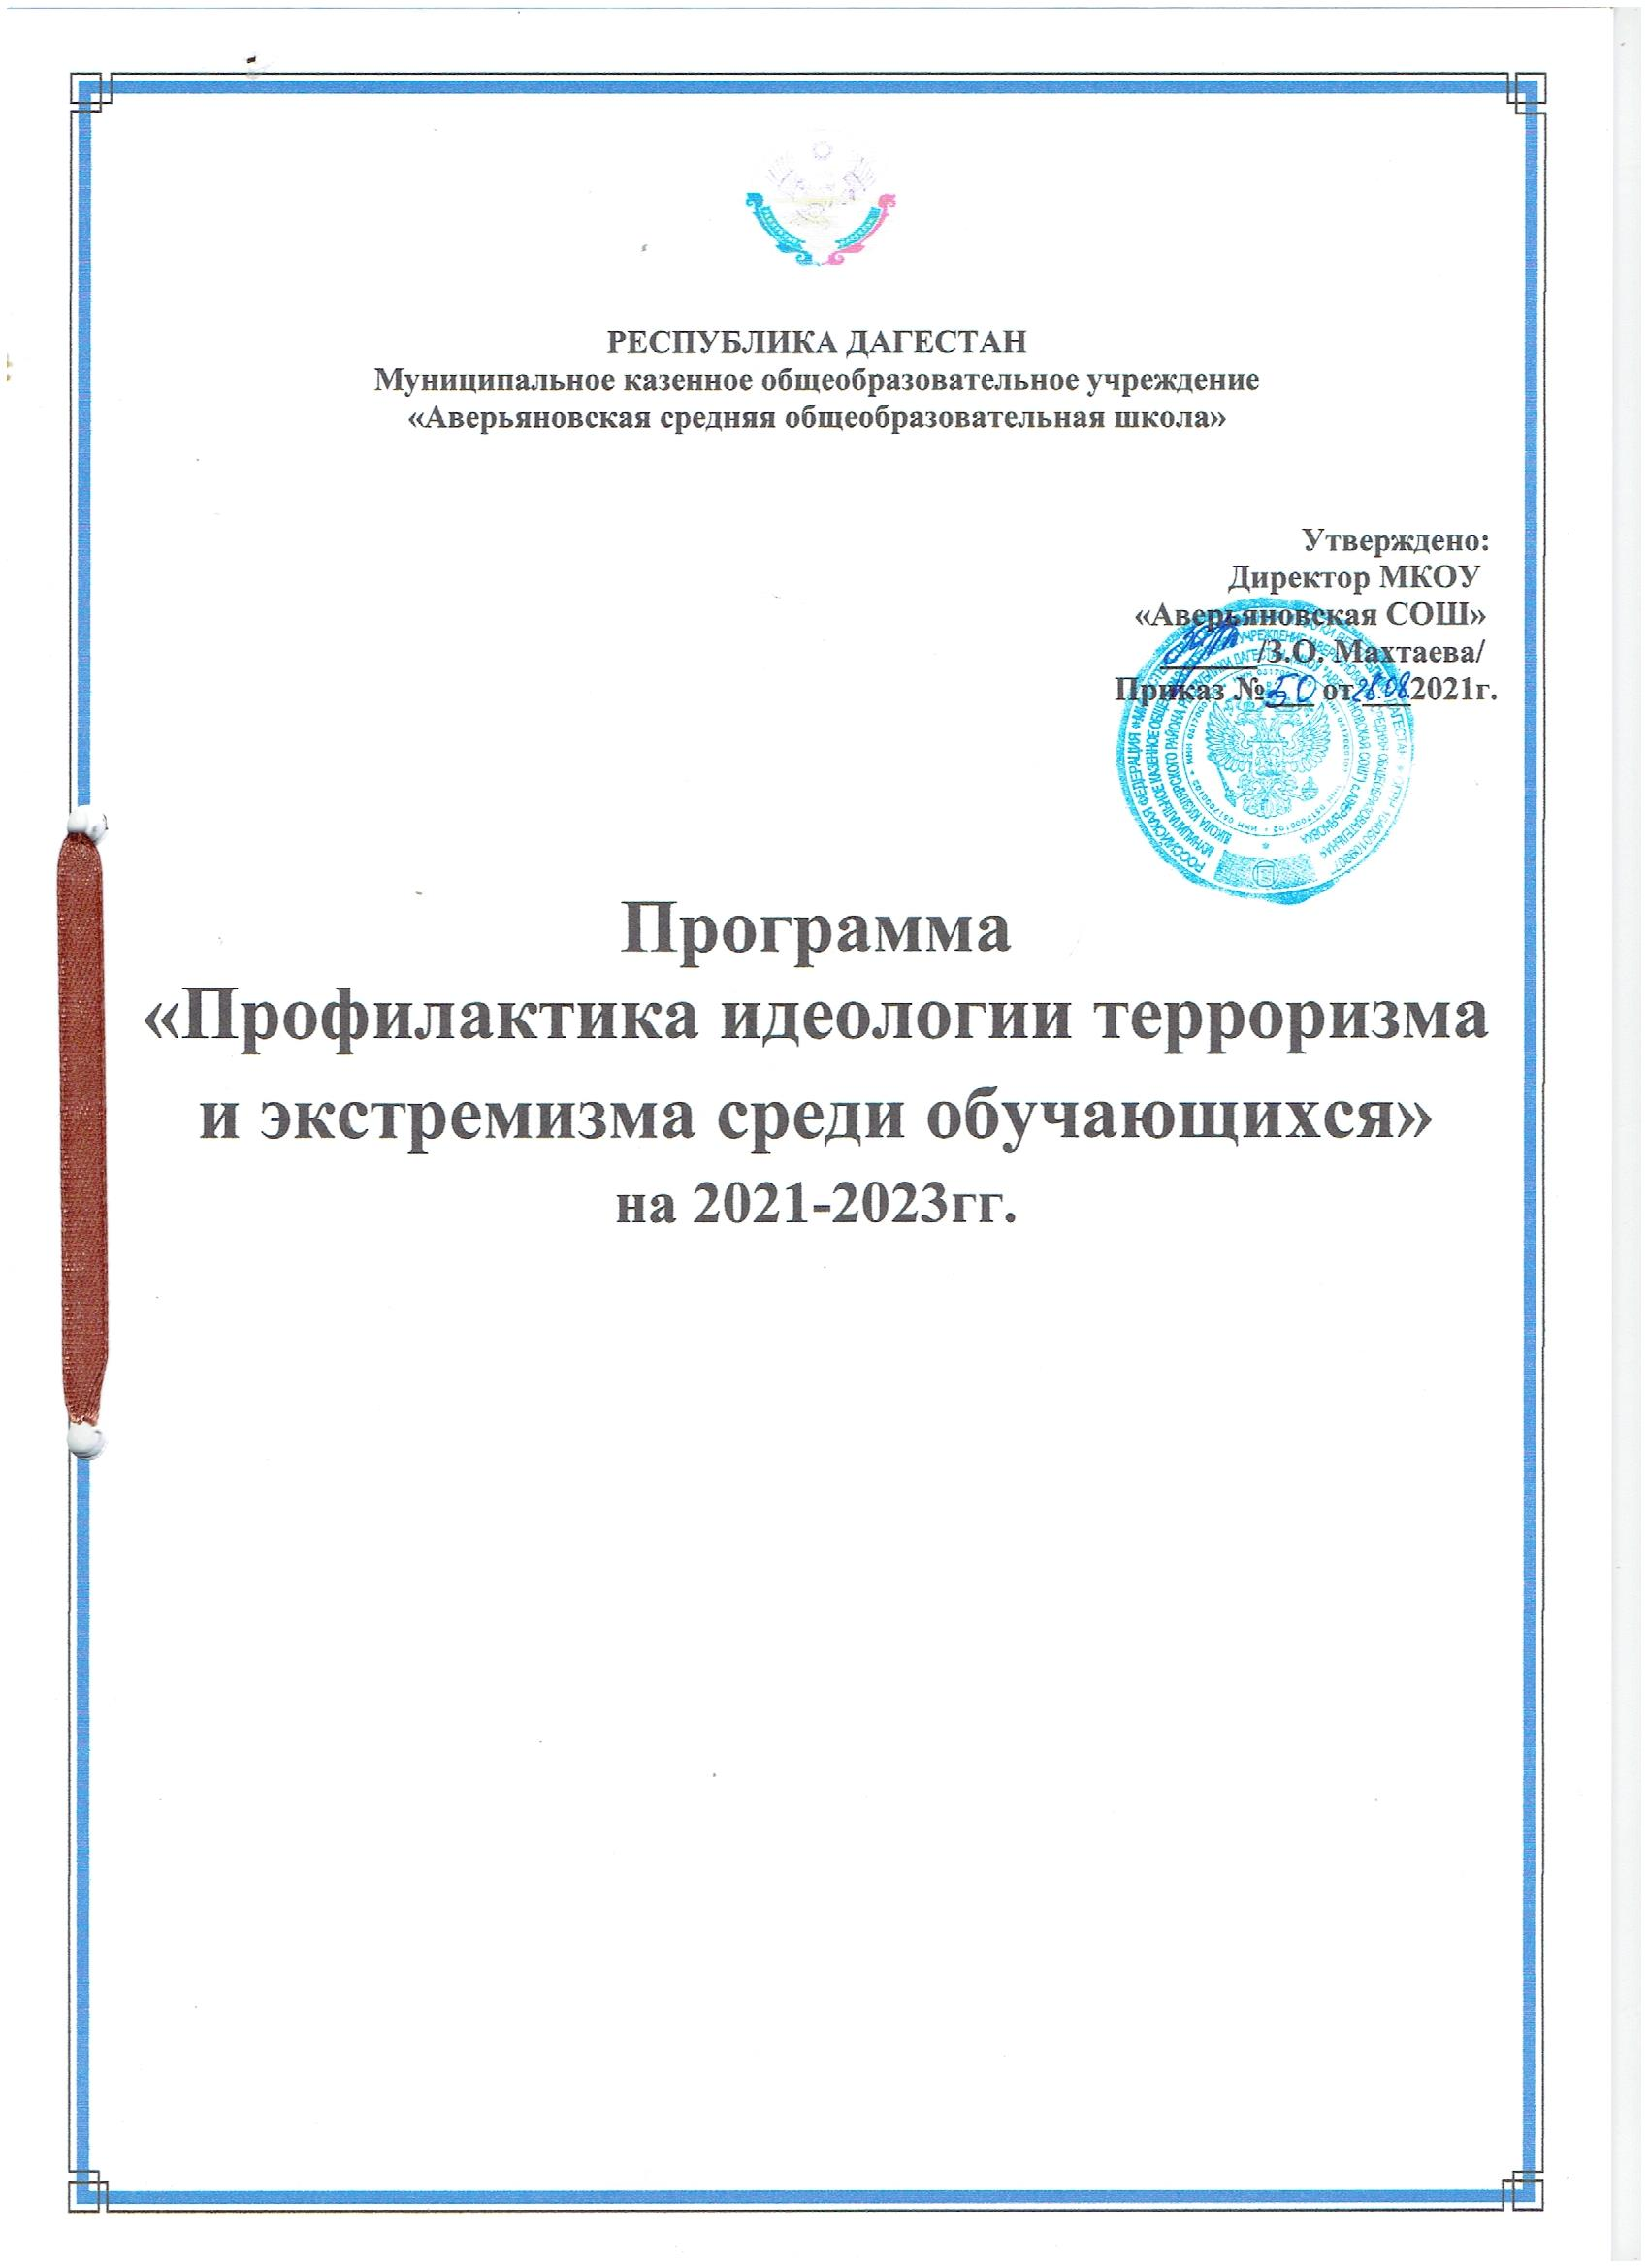 РЕСПУБЛИКА ДАГЕСТАН
Муниципальное казенное общеобразовательное учреждение
«Аверьяновская средняя общеобразовательная школа»
Утверждено:
Директор МКОУ
«Аверьяновская СОШ»
/З.О. Махтаева/
Приказ № 50 от 28.08.2021г.
Программа
«Профилактика идеологии терроризма
и экстремизма среди обучающихся»
на 2021-2023гг.